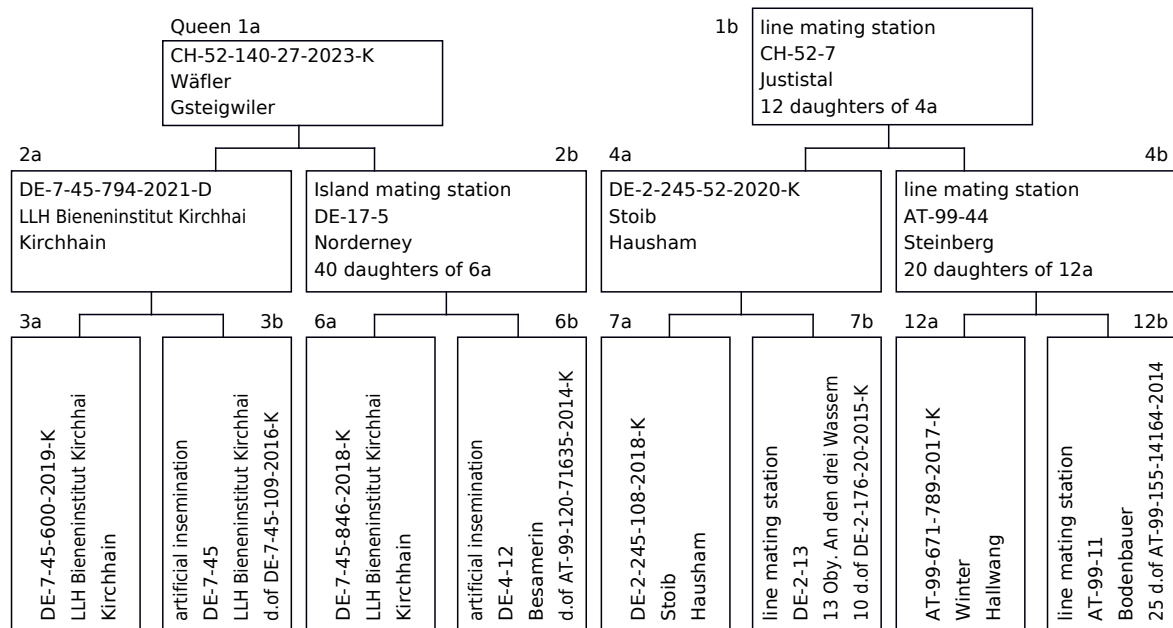 Queen 1a
CH-52-140-27-2023-K
Wäfler
Gsteigwiler
1b
line mating station
CH-52-7
Justistal
12 daughters of 4a
2a
DE-7-45-794-2021-D
LLH Bieneninstitut Kirchhai
Kirchhain
2b
Island mating station
DE-17-5
Norderney
40 daughters of 6a
4a
DE-2-245-52-2020-K
Stoib
Hausham
4b
line mating station
AT-99-44
Steinberg
20 daughters of 12a
3a
DE-7-45-600-2019-K
LLH Bieneninstitut Kirchhai
Kirchhain
3b
artificial insemination
DE-7-45
LLH Bieneninstitut Kirchhai
d.of DE-7-45-109-2016-K
6a
DE-7-45-846-2018-K
LLH Bieneninstitut Kirchhai
Kirchhain
6b
artificial insemination
DE-4-12
Besamerin
d.of AT-99-120-71635-2014-K
7a
DE-2-245-108-2018-K
Stoib
Hausham
7b
line mating station
DE-2-13
13 Oby. An den drei Wassern
10 d.of DE-2-176-20-2015-K
12a
AT-99-671-789-2017-K
Winter
Hallwang
12b
line mating station
AT-99-11
Bodenbauer
25 d.of AT-99-155-14164-2014